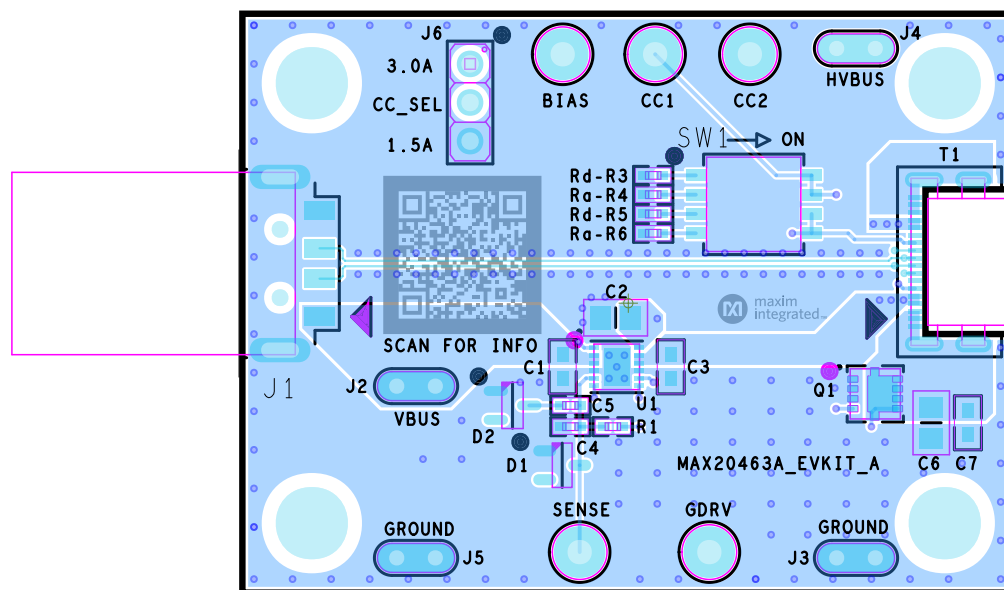 J6
J4
3.0A
HVBUS
BIAS
CC1
CC2
CC_SEL
SW1
ON
1.5A
T1
Rd-R3
Ra-R4
Rd-R5
Ra-R6
C2
maxim
integrated™
SCAN FOR INFO
C1
C3
J1
J2
VBUS
Q1
C5
U1
D2
R1
C4
D1
MAX20463A_EVKIT_A
C6
C7
SENSE
GDRV
GROUND
GROUND
J5
J3